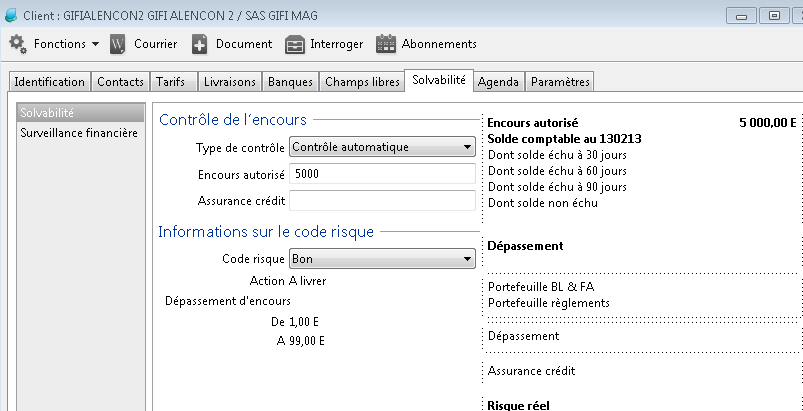 Client : GIFIALENCON2 GIFI ALENCON 2 / SAS GIFI MAG
Fonctions Courrier Document Interroger Abonnements
Identification Contacts Tarifs Livraisons Banques Champs libres Solvabilité Agenda Paramètres
Solvabilité
Surveillance financière
Contrôle de l'encours
Type de contrôle Contrôle automatique
Encours autorisé 5000
Assurance crédit
Informations sur le code risque
Code risque Bon
Action A livrer
Dépassement d'encours
De 1,00 E
A 99,00 E
Encours autorisé 5 000,00 E
Solde comptable au 130213
Dont solde échu à 30 jours
Dont solde échu à 60 jours
Dont solde échu à 90 jours
Dont solde non échu
Dépassement
Portefeuille BL & FA
Portefeuille règlements
Dépassement
Assurance crédit
Risque réel